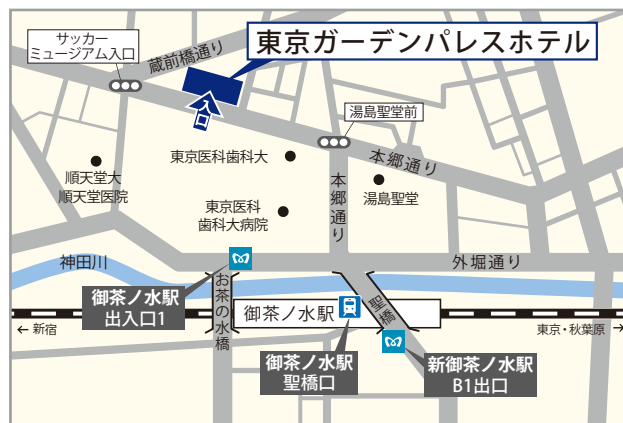 サッカー
ミュージアム入口
蔵前橋通り
東京ガーデンパレスホテル
入口
湯島聖堂前
東京医科歯科大
本郷通り
順天堂大
順天堂医院
本郷通り
湯島聖堂
東京医科
歯科大病院
神田川
外堀通り
御茶ノ水駅
出入口1
お茶の水橋
御茶ノ水駅
聖橋
← 新宿
東京・秋葉原 →
御茶ノ水駅
聖橋口
新御茶ノ水駅
B1出口